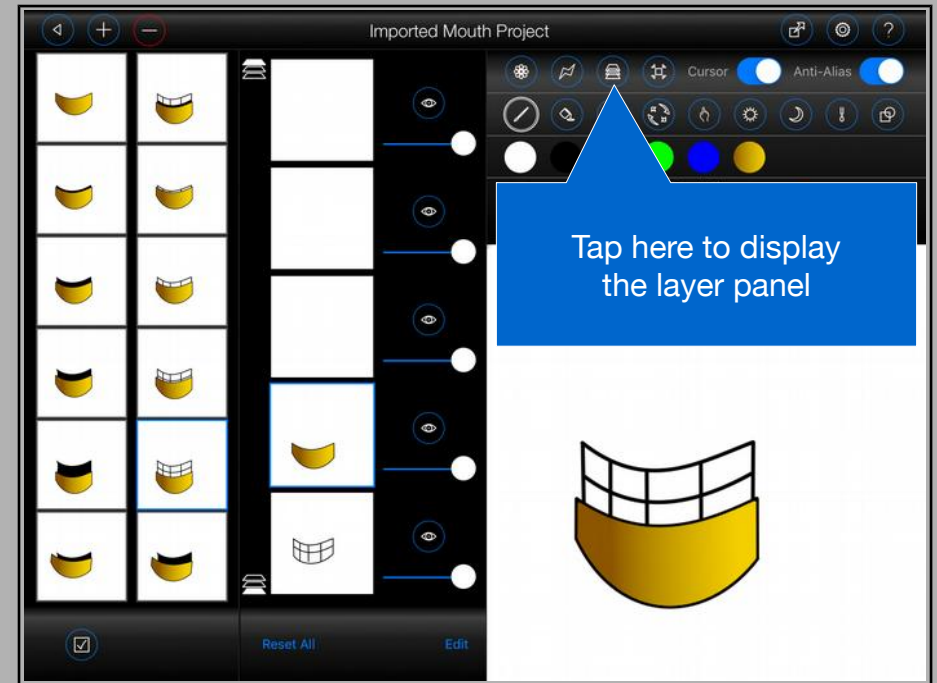 Imported Mouth Project
?
Cursor
Anti-Alias
Tap here to display
the layer panel
Reset All
Edit